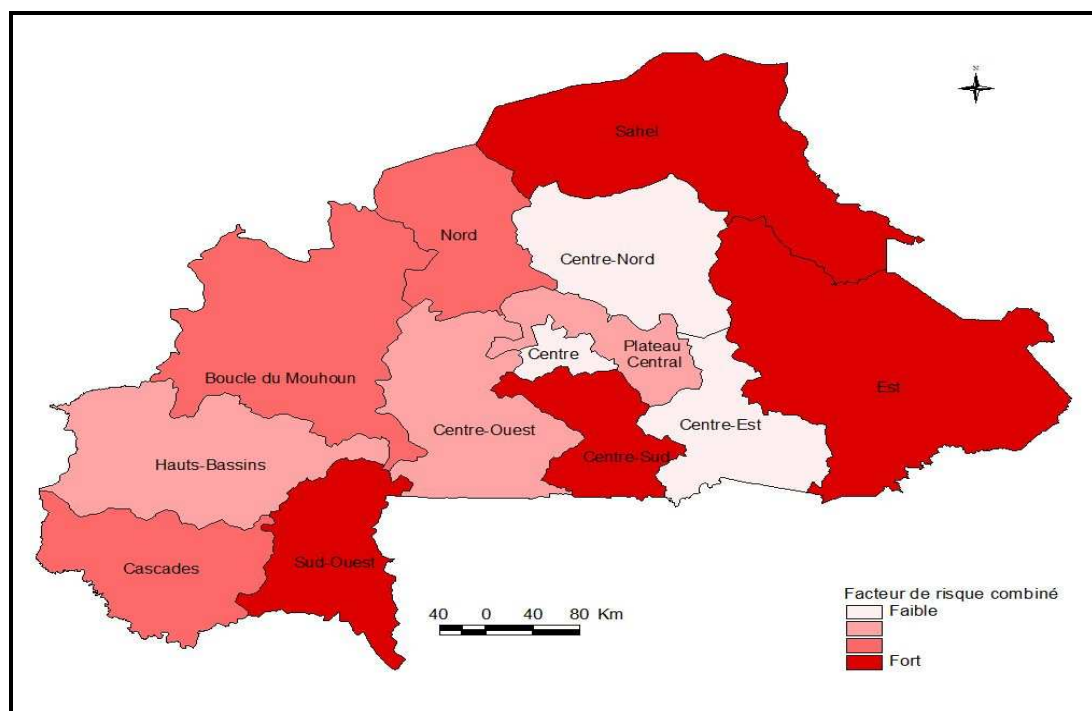 N
Sahel
Nord
Centre-Nord
Centre
Plateau
Central
Boucle du Mouhoun
Est
Centre-Est
Centre-Ouest
Hauts-Bassins
Centre-Sud
Cascades
Sud-Ouest
40 0 40 80 Km
Facteur de risque combiné
Faible
Fort